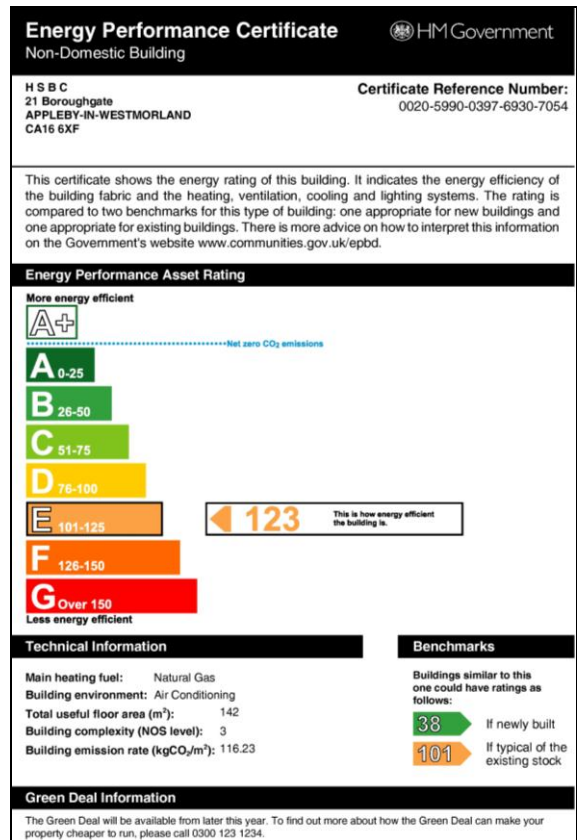 Energy Performance Certificate
Non-Domestic Building
HM Government
H S B C
21 Boroughgate
APPLEBY-IN-WESTMORLAND
CA16 6XF
Certificate Reference Number:
0020-5990-0397-6930-7054
This certificate shows the energy rating of this building. It indicates the energy efficiency of
the building fabric and the heating, ventilation, cooling and lighting systems. The rating is
compared to two benchmarks for this type of building: one appropriate for new buildings and
one appropriate for existing buildings. There is more advice on how to interpret this information
on the Government's website www.communities.gov.uk/epbd.
Energy Performance Asset Rating
More energy efficient
A+
Net zero CO₂ emissions
A 0-25
B 26-50
C 51-75
D 76-100
E 101-125
123
This is how energy efficient
the building is.
F 126-150
G Over 150
Less energy efficient
Technical Information
Main heating fuel: Natural Gas
Building environment: Air Conditioning
Total useful floor area (m²): 142
Building complexity (NOS level): 3
Building emission rate (kgCO₂/m²): 116.23
Benchmarks
Buildings similar to this
one could have ratings as
follows:
38 If newly built
101 If typical of the
existing stock
Green Deal Information
The Green Deal will be available from later this year. To find out more about how the Green Deal can make your
property cheaper to run, please call 0300 123 1234.